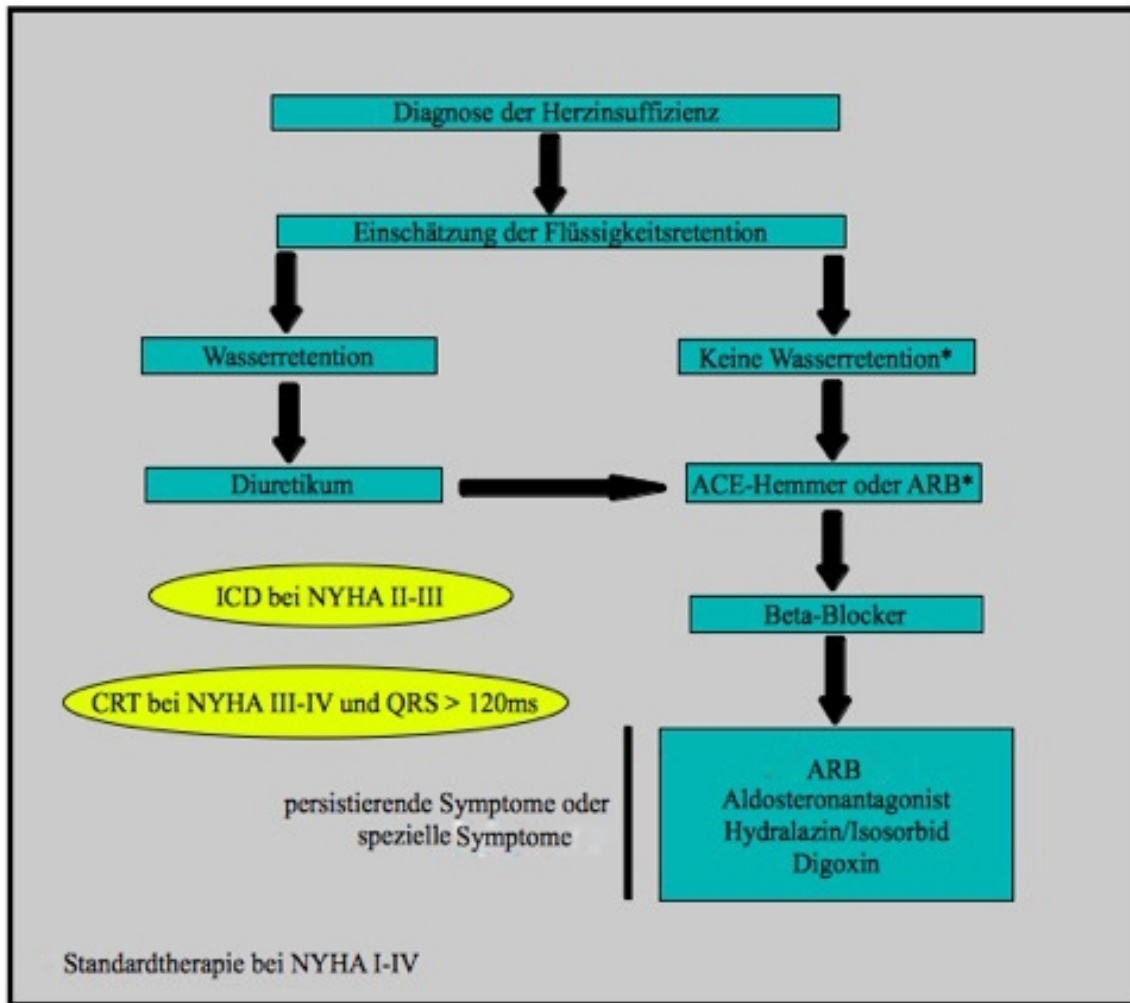 Diagnose der Herzinsuffizienz
Einschätzung der Flüssigkeitsretention
Wasserretention
Keine Wasserretention*
Diuretikum
ACE-Hemmer oder ARB*
ICD bei NYHA II-III
Beta-Blocker
CRT bei NYHA III-IV und QRS > 120ms
persistierende Symptome oder
spezielle Symptome
ARB
Aldosteronantagonist
Hydralazin/Isosorbid
Digoxin
Standardtherapie bei NYHA I-IV